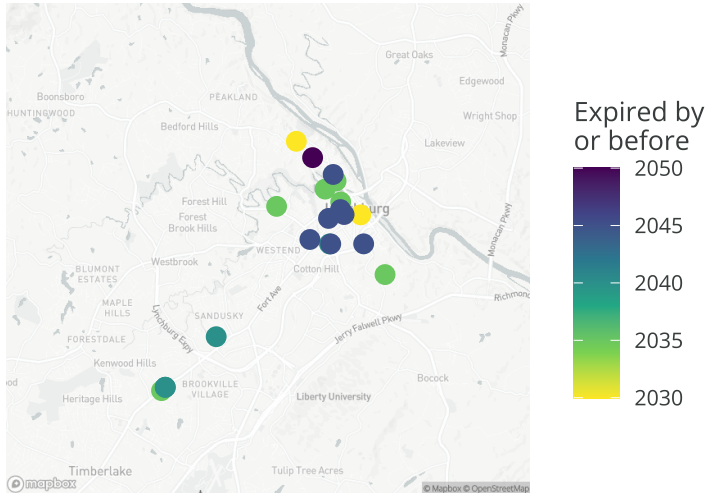 Monacan Pkwy
Great Oaks
Edgewood
Boonsboro
PEAKLAND
HUNTINGWOOD
Wright Shop
Bedford Hills
Lakeview
Forest Hill
Forest
Brook Hills
Monacan Pkwy
WESTEND
Westbrook
Cotton Hill
BLUMONT
ESTATES
Fort Ave
Richmond
MAPLE
HILLS
Lynchburg Expy
SANDUSKY
Jerry Falwell Pkwy
FORESTDALE
Kenwood Hills
Bocock
BROOKVILLE
VILLAGE
Heritage Hills
Liberty University
Timberlake
Tulip Tree Acres
mapbox
© Mapbox © OpenStreetMap
Expired by
or before
2050
2045
2040
2035
2030